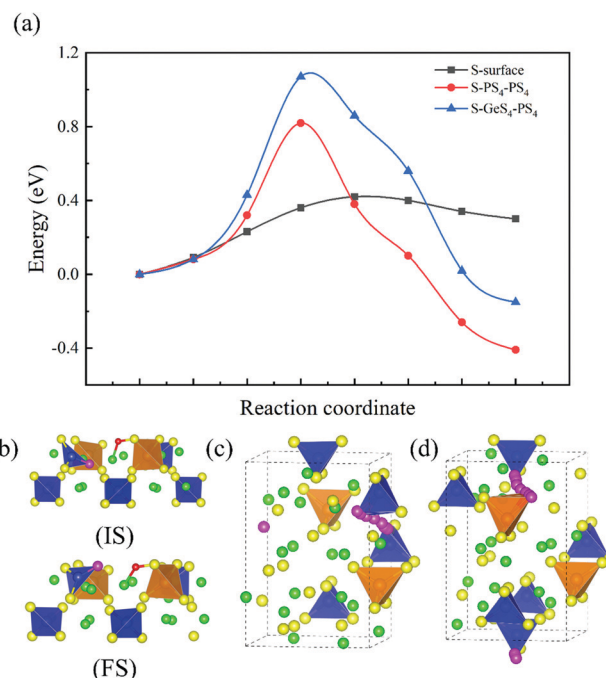 (a)
1.2
0.8
0.4
0.0
-0.4
Energy (eV)
S-surface
S-PS₄-PS₄
S-GeS₄-PS₄
Reaction coordinate
b)
(IS)
(FS)
(c)
(d)